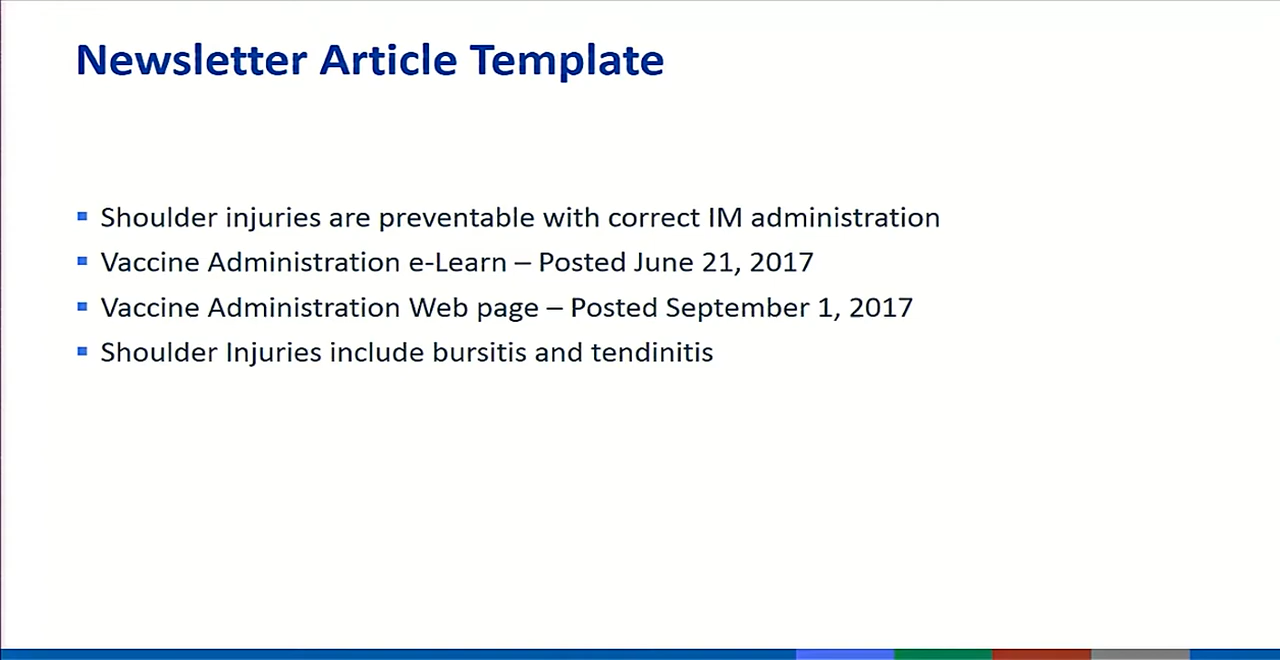 Newsletter Article Template
Shoulder injuries are preventable with correct IM administration
Vaccine Administration e-Learn – Posted June 21, 2017
Vaccine Administration Web page – Posted September 1, 2017
Shoulder Injuries include bursitis and tendinitis